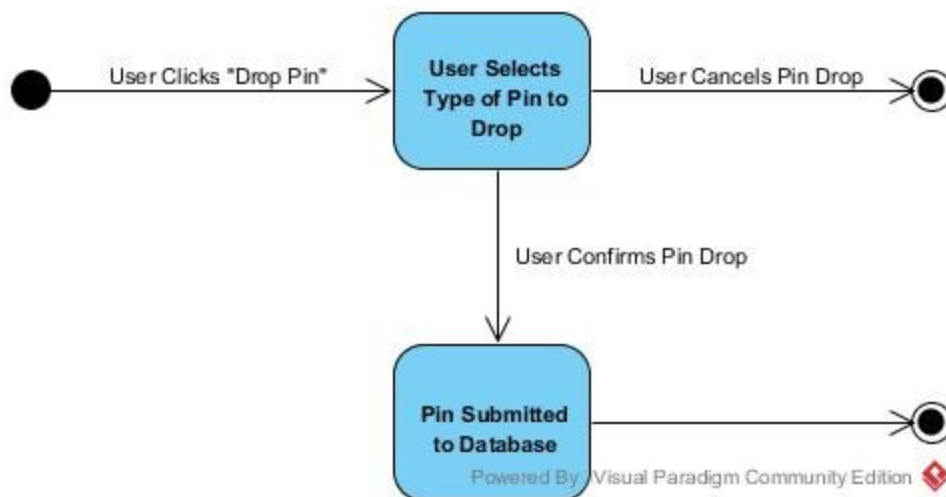 User Clicks "Drop Pin"
User Selects
Type of Pin to
Drop
User Cancels Pin Drop
User Confirms Pin Drop
Pin Submitted
to Database
Powered By Visual Paradigm Community Edition